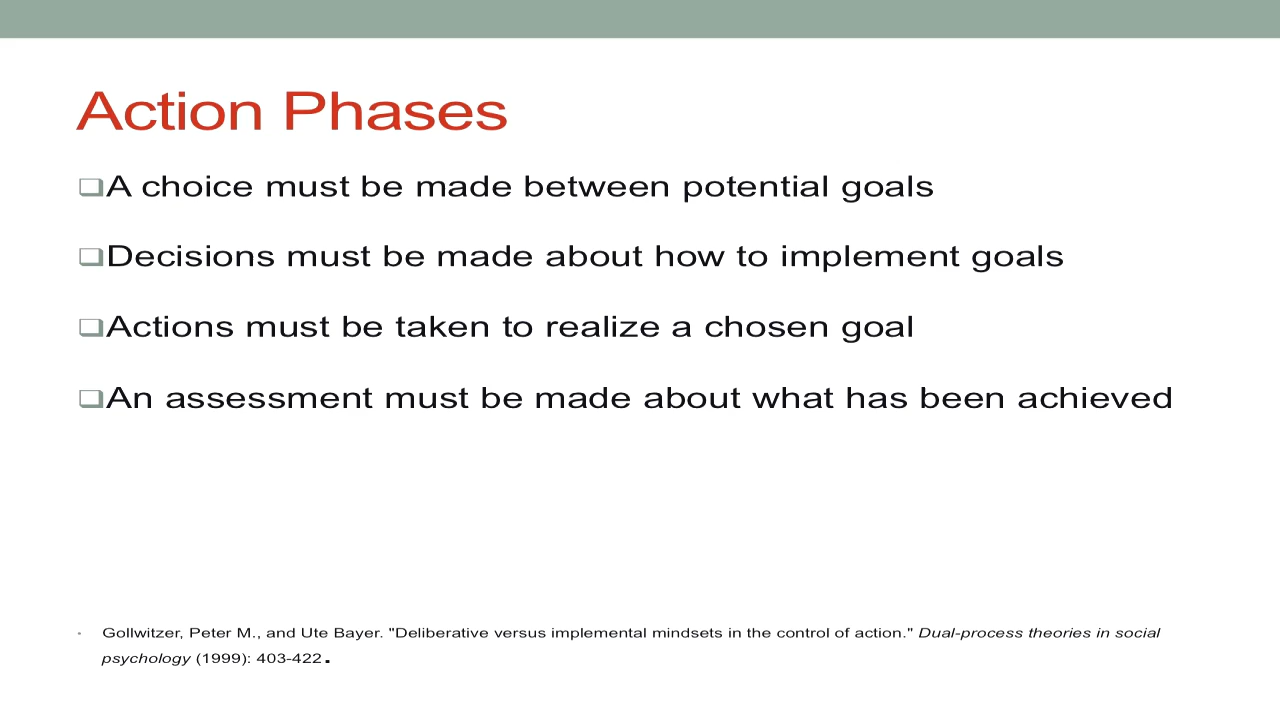 Action Phases
❑A choice must be made between potential goals
❑Decisions must be made about how to implement goals
❑Actions must be taken to realize a chosen goal
❑An assessment must be made about what has been achieved
• Gollwitzer, Peter M., and Ute Bayer. "Deliberative versus implemental mindsets in the control of action." Dual-process theories in social
psychology (1999): 403-422.